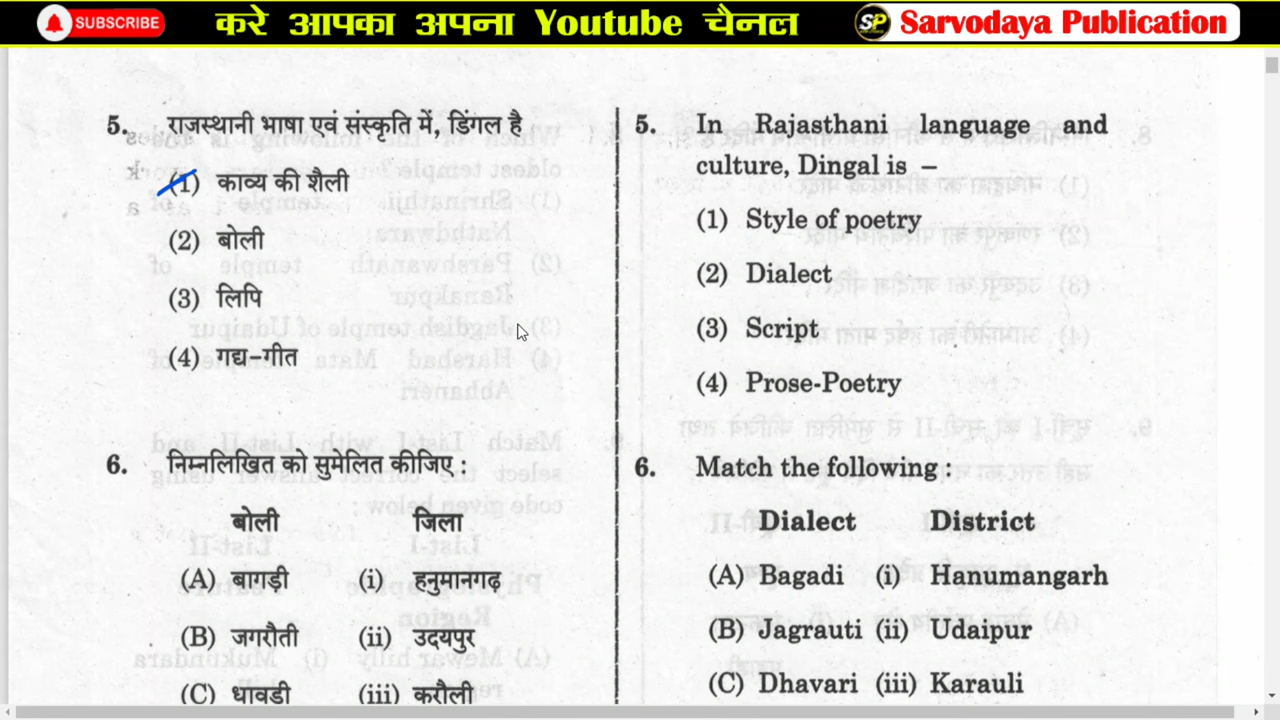 SUBSCRIBE
करे आपका अपना Youtube चैनल
SP
Sarvodaya Publication
5. राजस्थानी भाषा एवं संस्कृति में, डिंगल है
(1) काव्य की शैली
(2) बोली
(3) लिपि
(4) गद्य-गीत
6. निम्नलिखित को सुमेलित कीजिए :
बोली जिला
(A) बागड़ी (i) हनुमानगढ़
(B) जगरौती (ii) उदयपुर
(C) धावड़ी (iii) करौली
5. In Rajasthani language and
culture, Dingal is –
(1) Style of poetry
(2) Dialect
(3) Script
(4) Prose-Poetry
6. Match the following :
Dialect District
(A) Bagadi (i) Hanumangarh
(B) Jagrauti (ii) Udaipur
(C) Dhavari (iii) Karauli